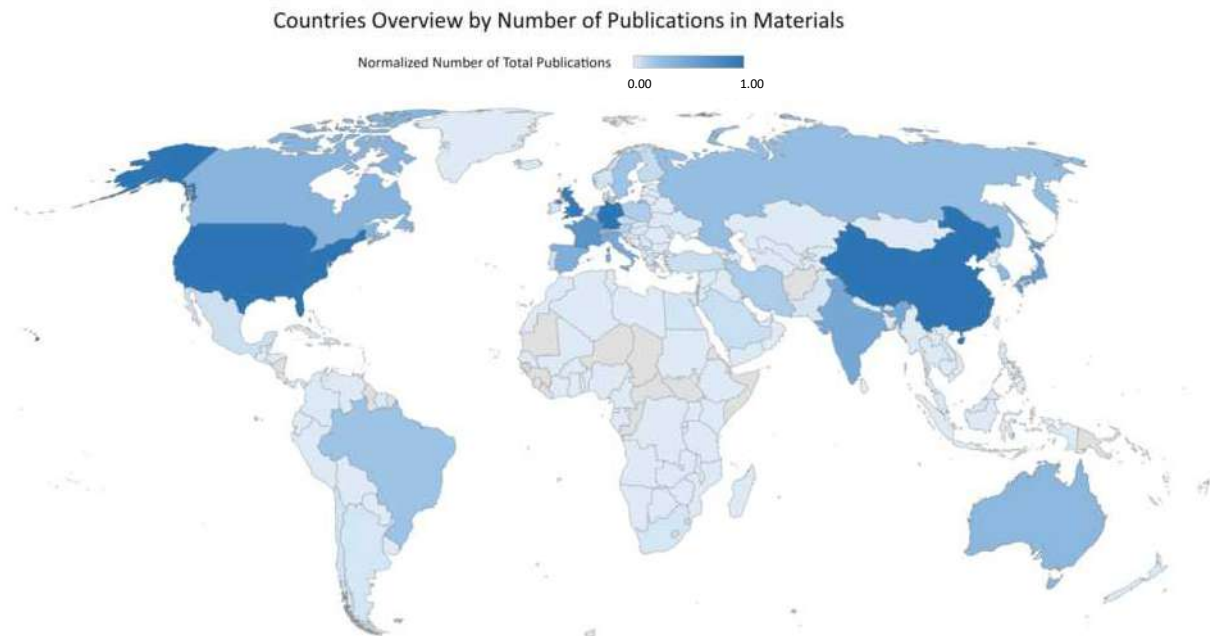 Countries Overview by Number of Publications in Materials
Normalized Number of Total Publications
0.00 1.00